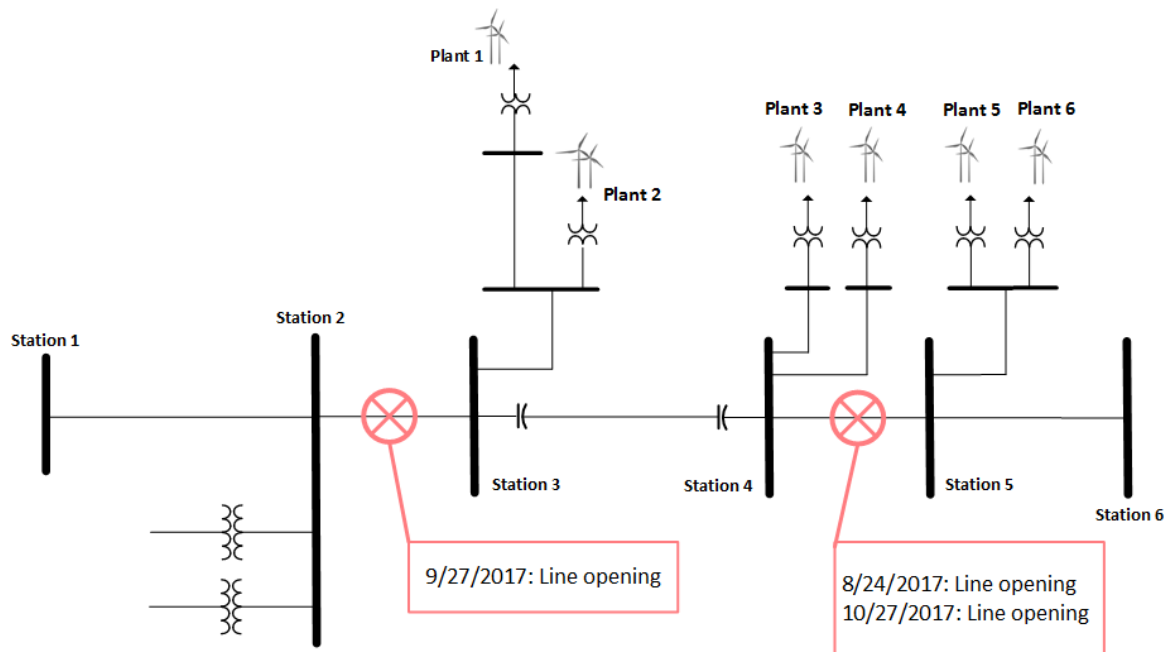 Plant 1
Plant 2
Plant 3
Plant 4
Plant 5
Plant 6
Station 1
Station 2
Station 3
Station 4
Station 5
Station 6
9/27/2017: Line opening
8/24/2017: Line opening
10/27/2017: Line opening